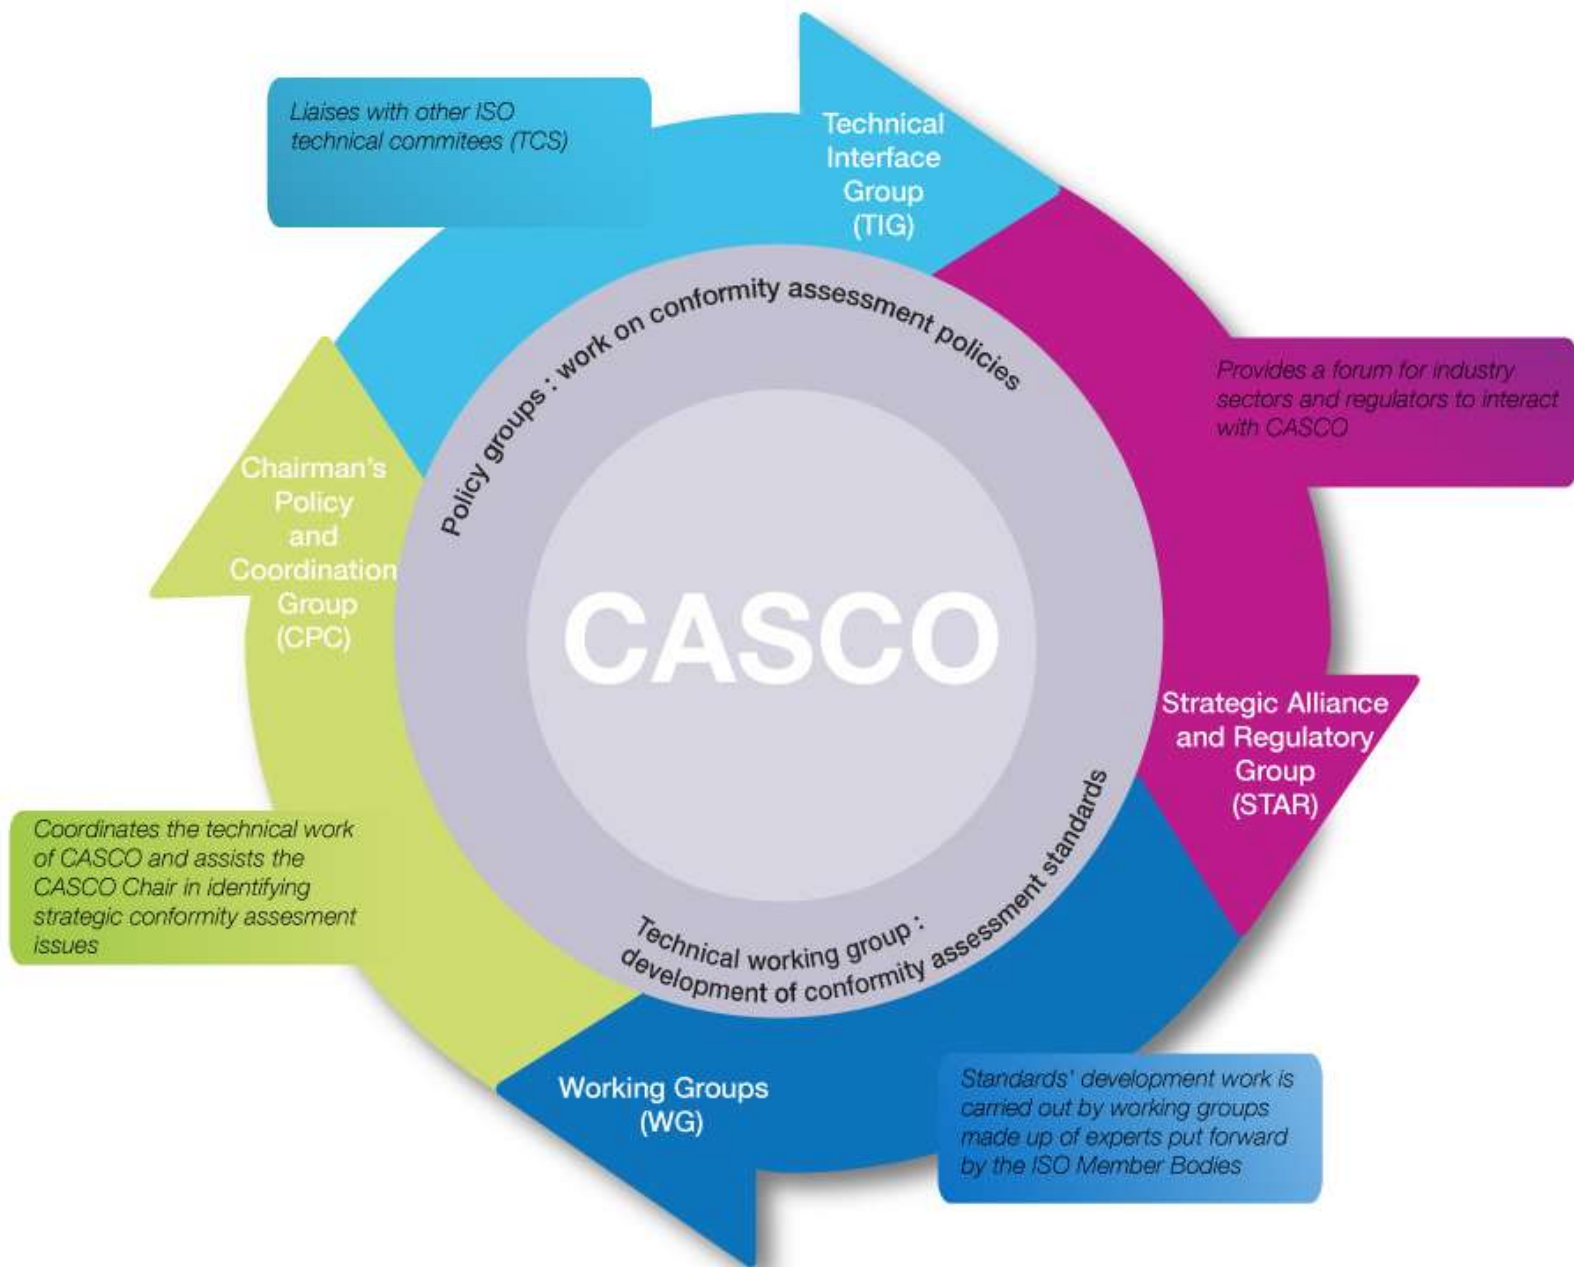 Liaises with other ISO
technical commitees (TCS)
Technical
Interface
Group
(TIG)
Policy groups : work on conformity assessment policies
Provides a forum for industry
sectors and regulators to interact
with CASCO
Chairman's
Policy
and
Coordination
Group
(CPC)
CASCO
Strategic Alliance
and Regulatory
Group
(STAR)
Coordinates the technical work
of CASCO and assists the
CASCO Chair in identifying
strategic conformity assesment
issues
Technical working group :
development of conformity assessment standards
Working Groups
(WG)
Standards' development work is
carried out by working groups
made up of experts put forward
by the ISO Member Bodies